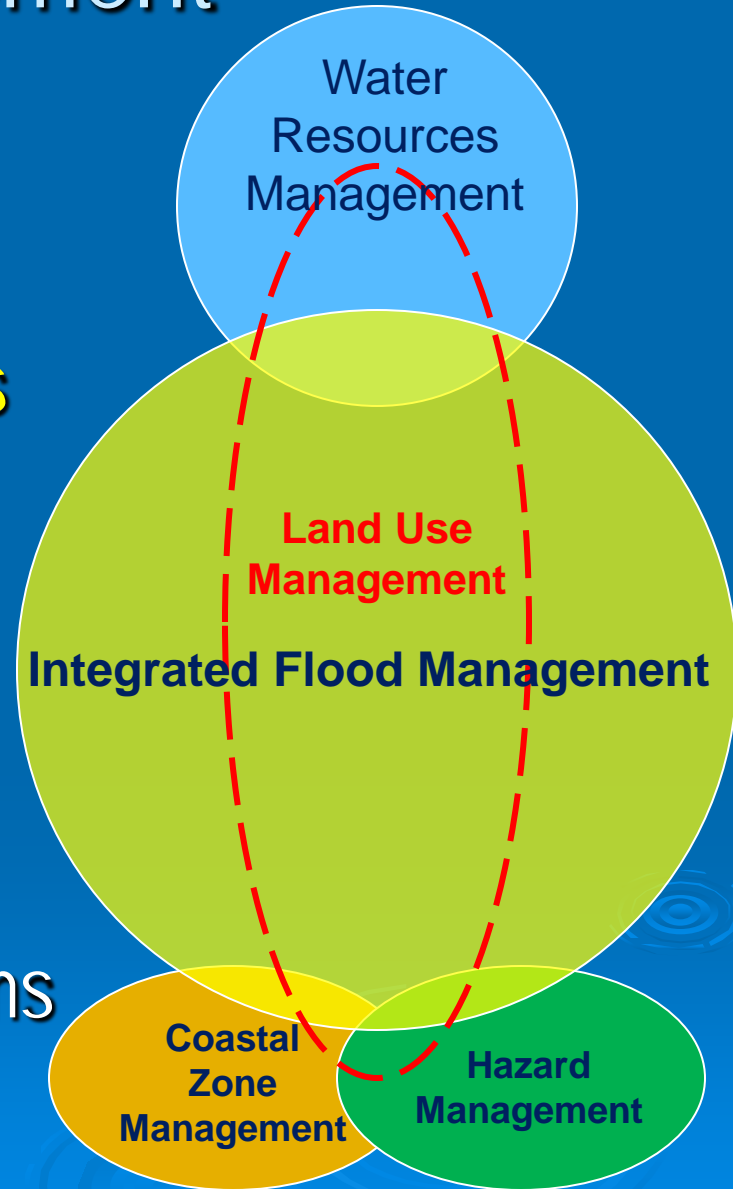 Water
Resources
Management
Land Use
Management
Integrated Flood Management
Coastal
Zone
Management
Hazard
Management